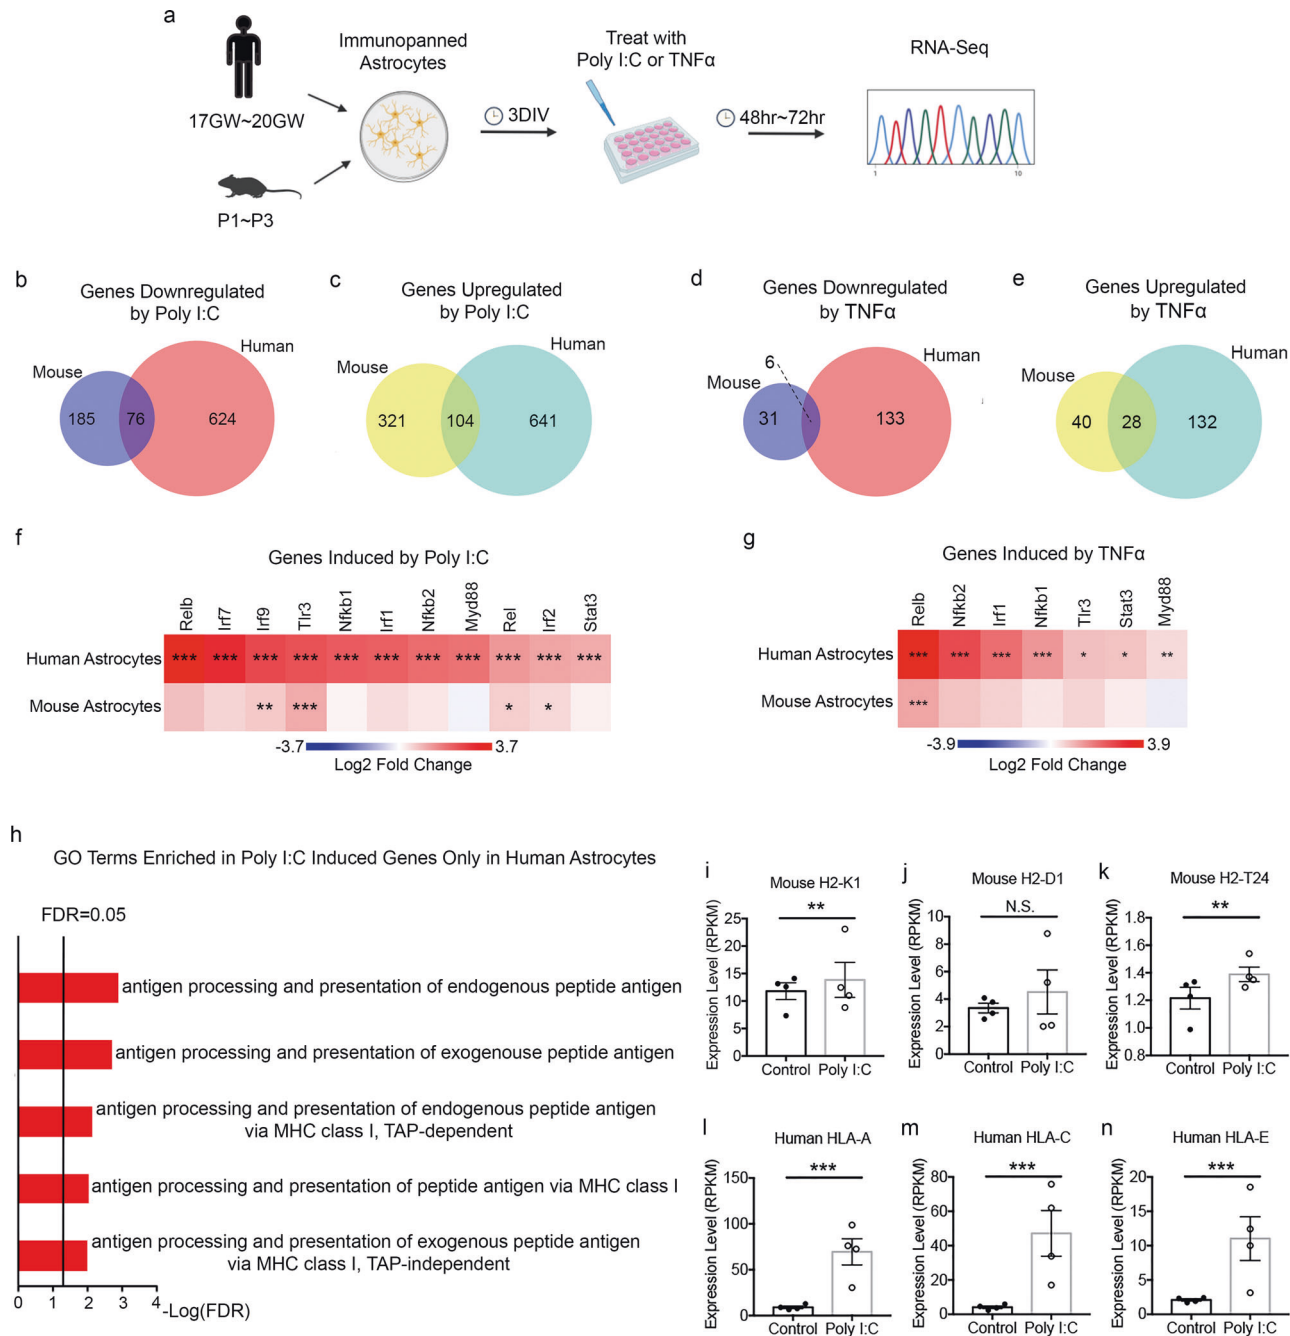 a
Immunopanned
Astrocytes
Treat with
Poly I:C or TNFα
RNA-Seq
17GW~20GW
3DIV
48hr~72hr
1
10
P1~P3
b
Genes Downregulated
by Poly I:C
Mouse
Human
185
76
624
c
Genes Upregulated
by Poly I:C
Mouse
Human
321
104
641
d
Genes Downregulated
by TNFα
6
Mouse
Human
31
133
e
Genes Upregulated
by TNFα
Mouse
Human
40
28
132
f
Genes Induced by Poly I:C
Relb
Irf7
Irf9
Tlr3
Nfkb1
Irf1
Nfkb2
Myd88
Rel
Irf2
Stat3
Human Astrocytes *** *** *** *** *** *** *** *** *** *** ***
Mouse Astrocytes ** *** * *
-3.7 3.7
Log2 Fold Change
g
Genes Induced by TNFα
Relb
Nfkb2
Irf1
Nfkb1
Tlr3
Stat3
Myd88
Human Astrocytes *** *** *** *** * * **
Mouse Astrocytes ***
-3.9 3.9
Log2 Fold Change
h
GO Terms Enriched in Poly I:C Induced Genes Only in Human Astrocytes
FDR=0.05
antigen processing and presentation of endogenous peptide antigen
antigen processing and presentation of exogenouse peptide antigen
antigen processing and presentation of endogenous peptide antigen
via MHC class I, TAP-dependent
antigen processing and presentation of peptide antigen via MHC class I
antigen processing and presentation of exogenous peptide antigen
via MHC class I, TAP-independent
0 1 2 3 4
-Log(FDR)
i
Mouse H2-K1
**
Expression Level (RPKM)
25
20
15
10
5
0
Control Poly I:C
j
Mouse H2-D1
N.S.
Expression Level (RPKM)
10
8
6
4
2
0
Control Poly I:C
k
Mouse H2-T24
**
Expression Level (RPKM)
1.8
1.6
1.4
1.2
1.0
0.8
Control Poly I:C
l
Human HLA-A
***
Expression Level (RPKM)
150
100
50
0
Control Poly I:C
m
Human HLA-C
***
Expression Level (RPKM)
80
60
40
20
0
Control Poly I:C
n
Human HLA-E
***
Expression Level (RPKM)
20
15
10
5
0
Control Poly I:C